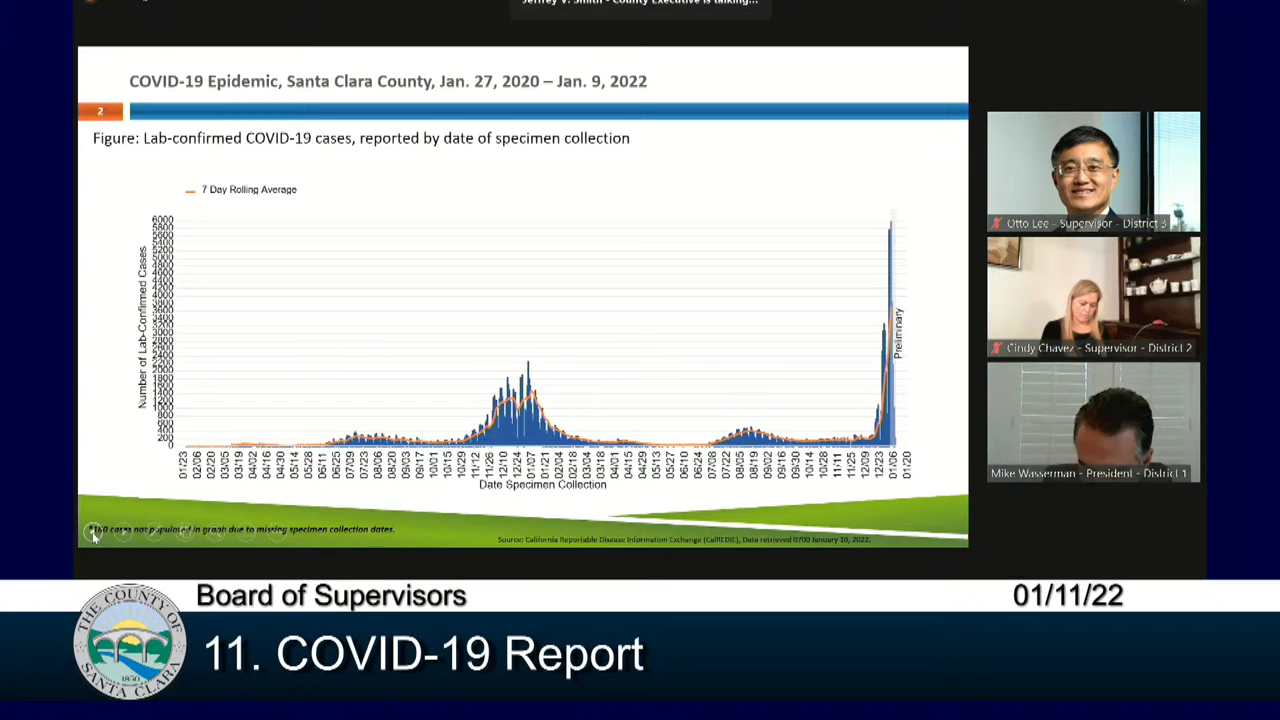 Jeffrey V. Smith - County Executive is talking...
COVID-19 Epidemic, Santa Clara County, Jan. 27, 2020 – Jan. 9, 2022
2
Figure: Lab-confirmed COVID-19 cases, reported by date of specimen collection
7 Day Rolling Average
Number of Lab-Confirmed Cases
6000
5800
5600
5400
5200
5000
4800
4600
4400
4200
4000
3800
3600
3400
3200
3000
2800
2600
2400
2200
2000
1800
1600
1400
1200
1000
800
600
400
200
0
Preliminary
01/23 02/06 02/20 03/05 03/19 04/02 04/16 04/30 05/14 05/28 06/11 06/25 07/09 07/23 08/06 08/20 09/03 09/17 10/01 10/15 10/29 11/12 11/26 12/10 12/24 01/07 01/21 02/04 02/18 03/04 03/18 04/01 04/15 04/29 05/13 05/27 06/10 06/24 07/08 07/22 08/05 08/19 09/02 09/16 09/30 10/14 10/28 11/11 11/25 12/09 12/23 01/06 01/20
Date Specimen Collection
cases not populated in graph due to missing specimen collection dates.
Source: California Reportable Disease Information Exchange (CalREDIE), Data retrieved 0700 January 10, 2022.
Otto Lee - Supervisor - District 3
Cindy Chavez - Supervisor - District 2
Mike Wasserman - President - District 1
Board of Supervisors
01/11/22
11. COVID-19 Report
THE COUNTY OF
SANTA CLARA
1850